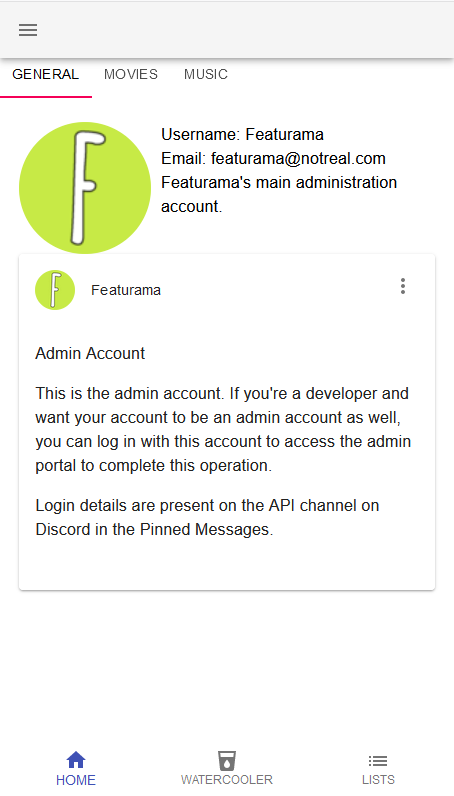 GENERAL MOVIES MUSIC
Username: Featurama
Email: featurama@notreal.com
Featurama's main administration
account.
Featurama
Admin Account
This is the admin account. If you're a developer and
want your account to be an admin account as well,
you can log in with this account to access the admin
portal to complete this operation.
Login details are present on the API channel on
Discord in the Pinned Messages.
HOME WATERCOOLER LISTS